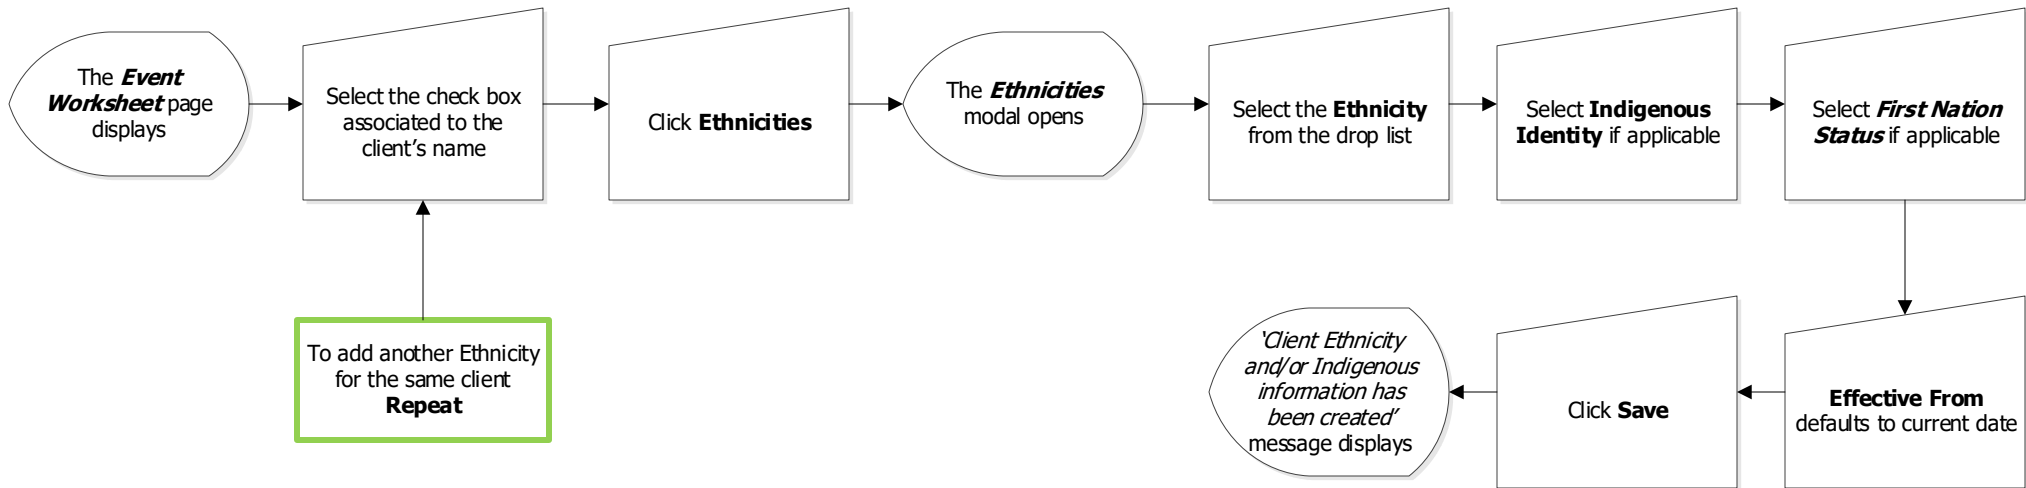 The Event
Worksheet page
displays
Select the check box
associated to the
client's name
Click Ethnicities
The Ethnicities
modal opens
Select the Ethnicity
from the drop list
Select Indigenous
Identity if applicable
Select First Nation
Status if applicable
To add another Ethnicity
for the same client
Repeat
‘Client Ethnicity
and/or Indigenous
information has
been created’
message displays
Click Save
Effective From
defaults to current date